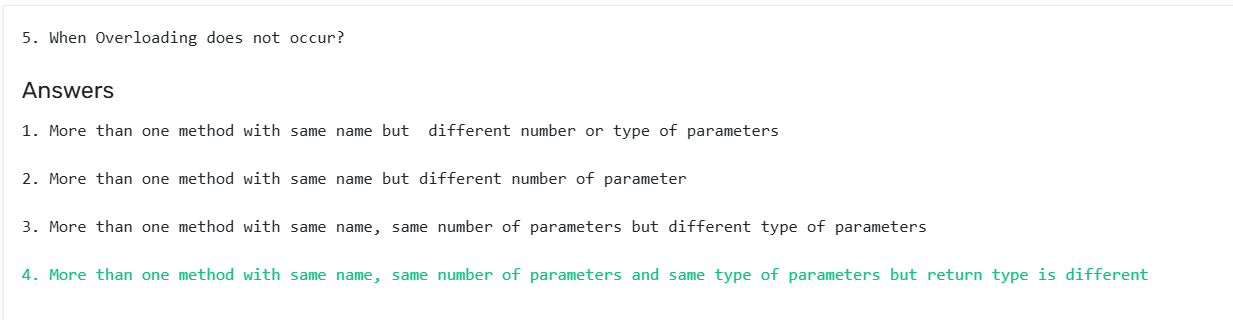 5. When Overloading does not occur?
Answers
1. More than one method with same name but  different number or type of parameters
2. More than one method with same name but different number of parameter
3. More than one method with same name, same number of parameters but different type of parameters
4. More than one method with same name, same number of parameters and same type of parameters but return type is different